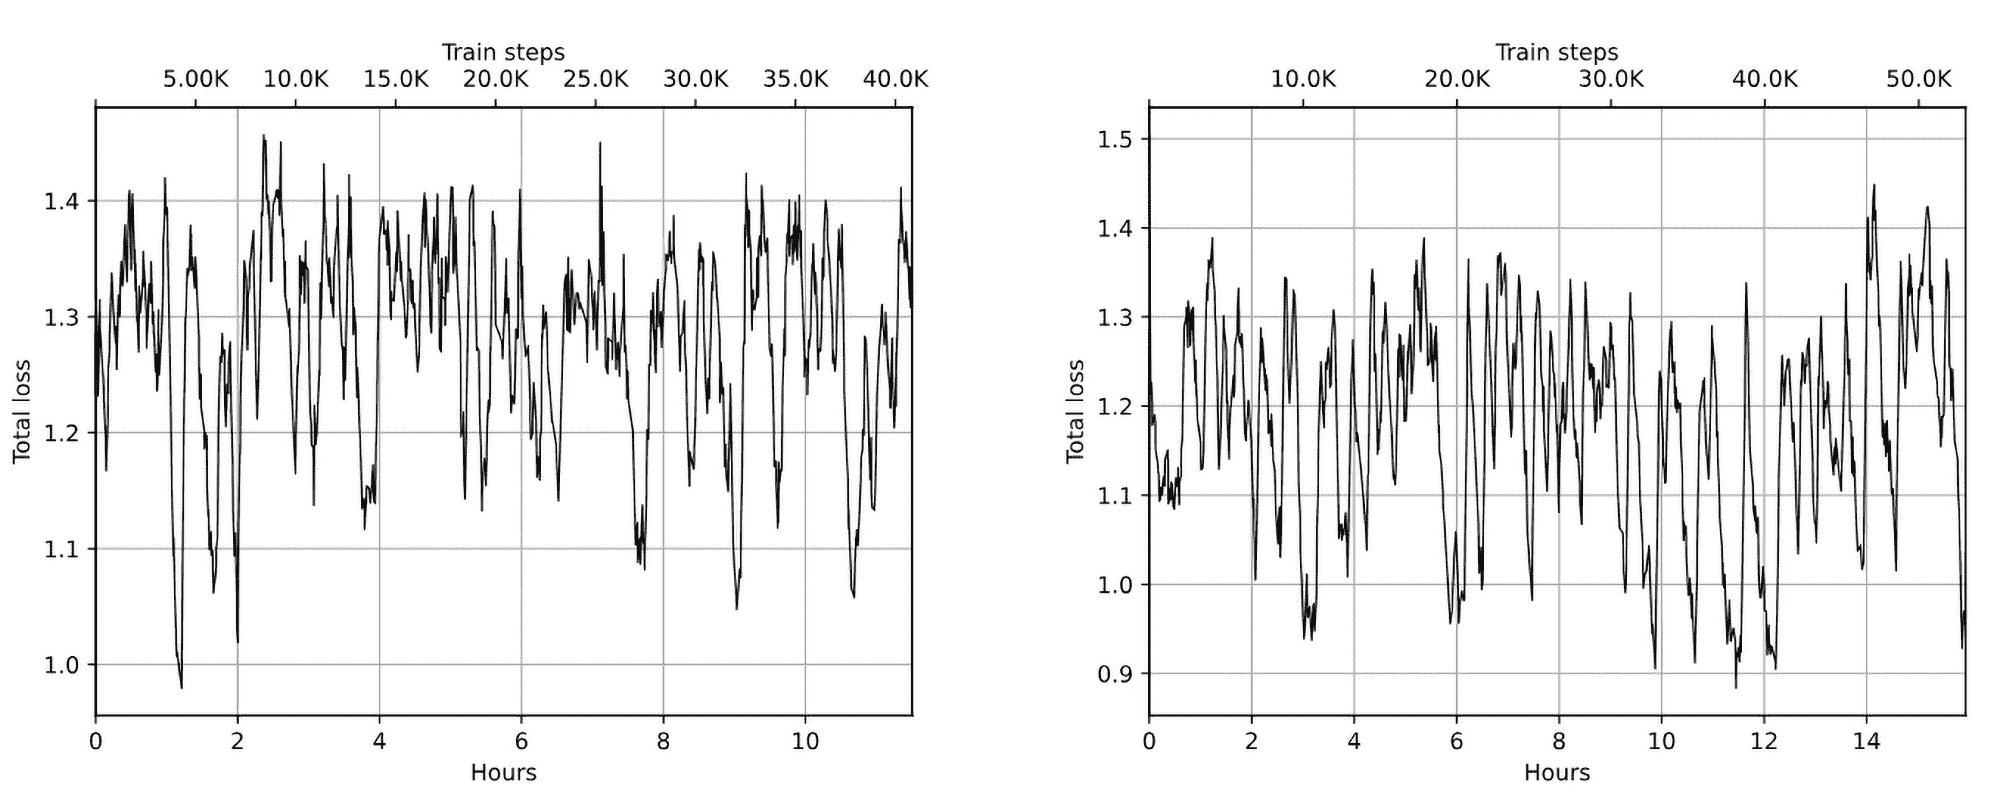 Train steps
5.00K 10.0K 15.0K 20.0K 25.0K 30.0K 35.0K 40.0K
1.4
1.3
1.2
1.1
1.0
Total loss
0 2 4 6 8 10
Hours
Train steps
10.0K 20.0K 30.0K 40.0K 50.0K
1.5
1.4
1.3
1.2
1.1
1.0
0.9
Total loss
0 2 4 6 8 10 12 14
Hours